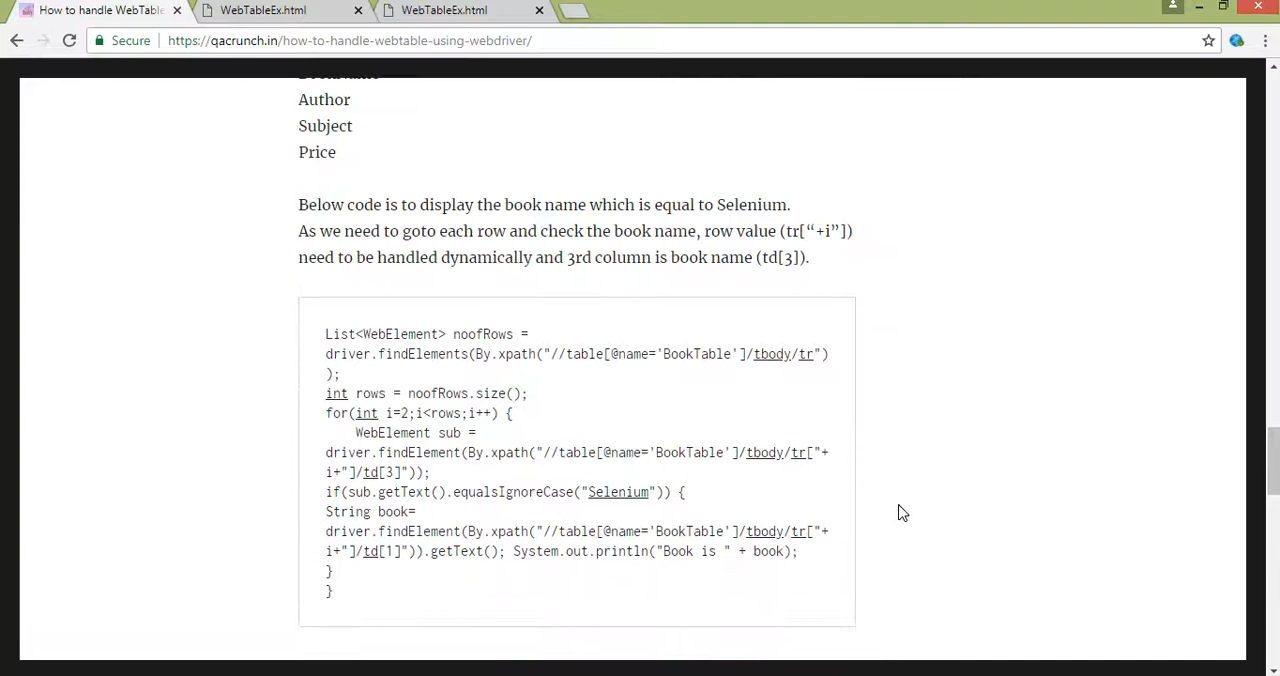 How to handle WebTable
WebTableEx.html
WebTableEx.html
Secure https://qacrunch.in/how-to-handle-webtable-using-webdriver/
Author
Subject
Price
Below code is to display the book name which is equal to Selenium.
As we need to goto each row and check the book name, row value (tr[“+i”])
need to be handled dynamically and 3rd column is book name (td[3]).
List<WebElement> noofRows =
driver.findElements(By.xpath("//table[@name='BookTable']/tbody/tr")
);
int rows = noofRows.size();
for(int i=2;i<rows;i++) {
WebElement sub =
driver.findElement(By.xpath("//table[@name='BookTable']/tbody/tr["+
i+"]/td[3]"));
if(sub.getText().equalsIgnoreCase("Selenium")) {
String book=
driver.findElement(By.xpath("//table[@name='BookTable']/tbody/tr["+
i+"]/td[1]")).getText(); System.out.println("Book is " + book);
}
}